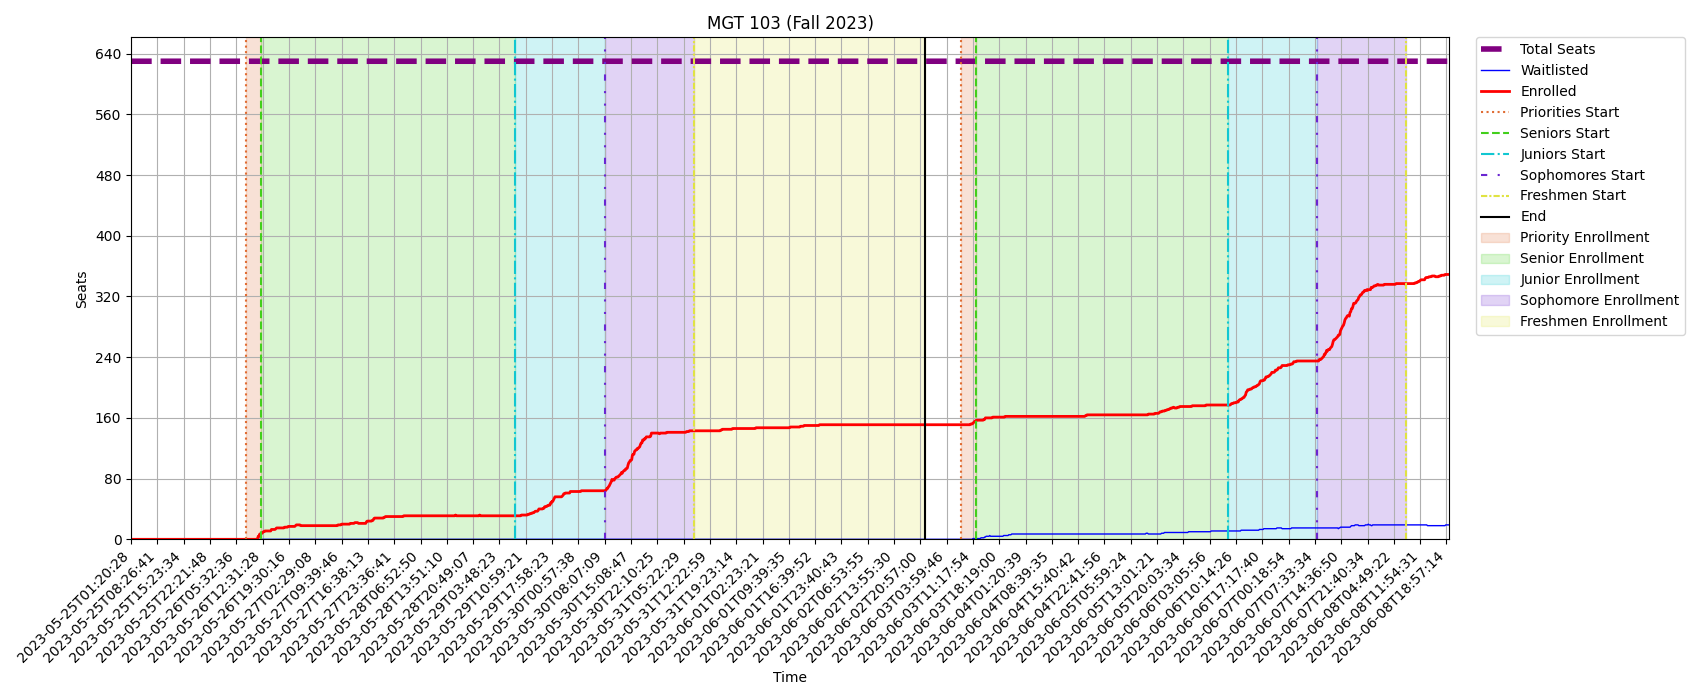 MGT 103 (Fall 2023)
Seats
640
560
480
400
320
240
160
80
0
2023-05-25T01:20:28
2023-05-25T08:26:41
2023-05-25T15:23:34
2023-05-25T22:21:48
2023-05-26T05:32:36
2023-05-26T12:31:28
2023-05-26T19:30:16
2023-05-27T02:29:08
2023-05-27T09:39:46
2023-05-27T16:38:13
2023-05-27T23:36:41
2023-05-28T06:52:50
2023-05-28T13:51:10
2023-05-28T20:49:07
2023-05-29T03:48:23
2023-05-29T10:59:21
2023-05-29T17:58:23
2023-05-30T00:57:38
2023-05-30T08:07:09
2023-05-30T15:08:47
2023-05-30T22:10:25
2023-05-31T05:22:29
2023-05-31T12:22:59
2023-05-31T19:23:14
2023-06-01T02:23:21
2023-06-01T09:39:35
2023-06-01T16:39:52
2023-06-01T23:40:43
2023-06-02T06:53:55
2023-06-02T13:55:30
2023-06-02T20:57:00
2023-06-03T03:59:46
2023-06-03T11:17:54
2023-06-03T18:19:00
2023-06-04T01:20:39
2023-06-04T08:39:35
2023-06-04T15:40:42
2023-06-04T22:41:56
2023-06-05T05:59:24
2023-06-05T13:01:21
2023-06-05T20:03:34
2023-06-06T03:05:56
2023-06-06T10:14:26
2023-06-06T17:17:40
2023-06-07T00:18:54
2023-06-07T07:33:34
2023-06-07T14:36:50
2023-06-07T21:40:34
2023-06-08T04:49:22
2023-06-08T11:54:31
2023-06-08T18:57:14
Time
Total Seats
Waitlisted
Enrolled
Priorities Start
Seniors Start
Juniors Start
Sophomores Start
Freshmen Start
End
Priority Enrollment
Senior Enrollment
Junior Enrollment
Sophomore Enrollment
Freshmen Enrollment